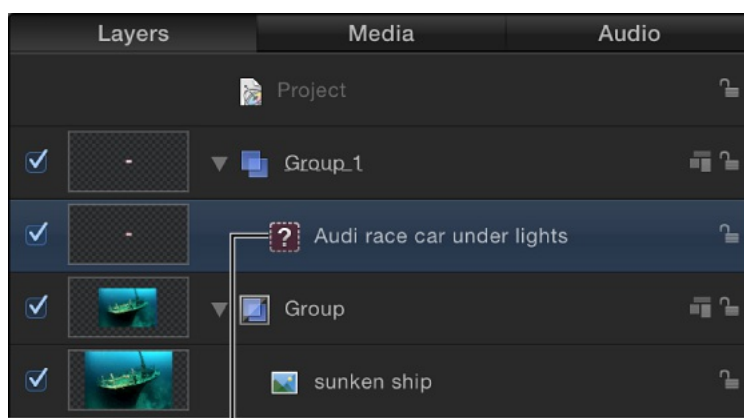 Layers Media Audio
Project
Group 1
? Audi race car under lights
Group
sunken ship